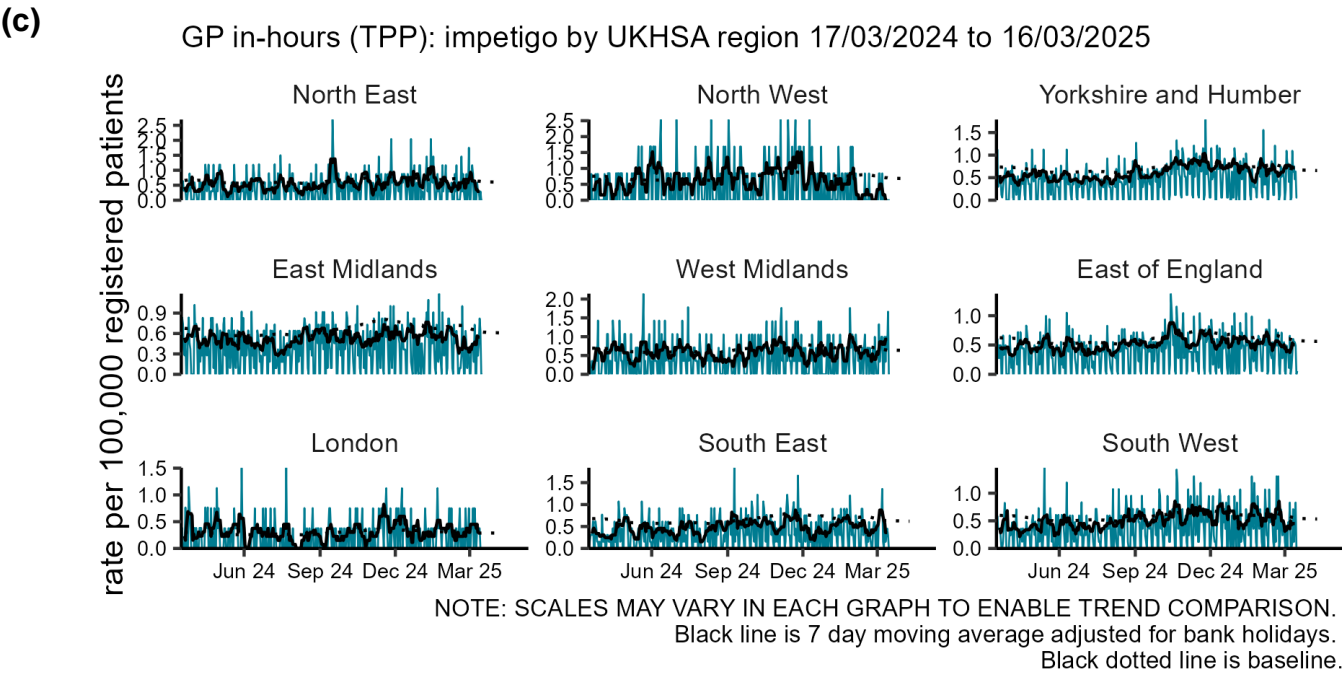 (c)
GP in-hours (TPP): impetigo by UKHSA region 17/03/2024 to 16/03/2025
rate per 100,000 registered patients
North East
2.5
2.0
1.5
1.0
0.5
0.0
North West
2.5
2.0
1.5
1.0
0.5
0.0
Yorkshire and Humber
1.5
1.0
0.5
0.0
East Midlands
0.9
0.6
0.3
0.0
West Midlands
2.0
1.5
1.0
0.5
0.0
East of England
1.0
0.5
0.0
London
1.5
1.0
0.5
0.0
Jun 24 Sep 24 Dec 24 Mar 25
South East
1.5
1.0
0.5
0.0
Jun 24 Sep 24 Dec 24 Mar 25
South West
1.0
0.5
0.0
Jun 24 Sep 24 Dec 24 Mar 25
NOTE: SCALES MAY VARY IN EACH GRAPH TO ENABLE TREND COMPARISON.
Black line is 7 day moving average adjusted for bank holidays.
Black dotted line is baseline.